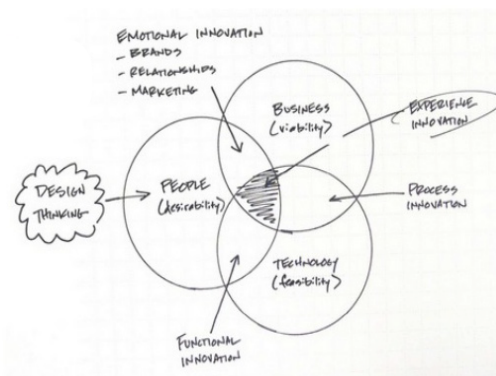 EMOTIONAL INNOVATION
- BRANDS
- RELATIONSHIPS
- MARKETING
BUSINESS
(viability)
EXPERIENCE
INNOVATION
DESIGN
THINKING
PEOPLE
(desirability)
PROCESS
INNOVATION
TECHNOLOGY
(feasibility)
FUNCTIONAL
INNOVATION